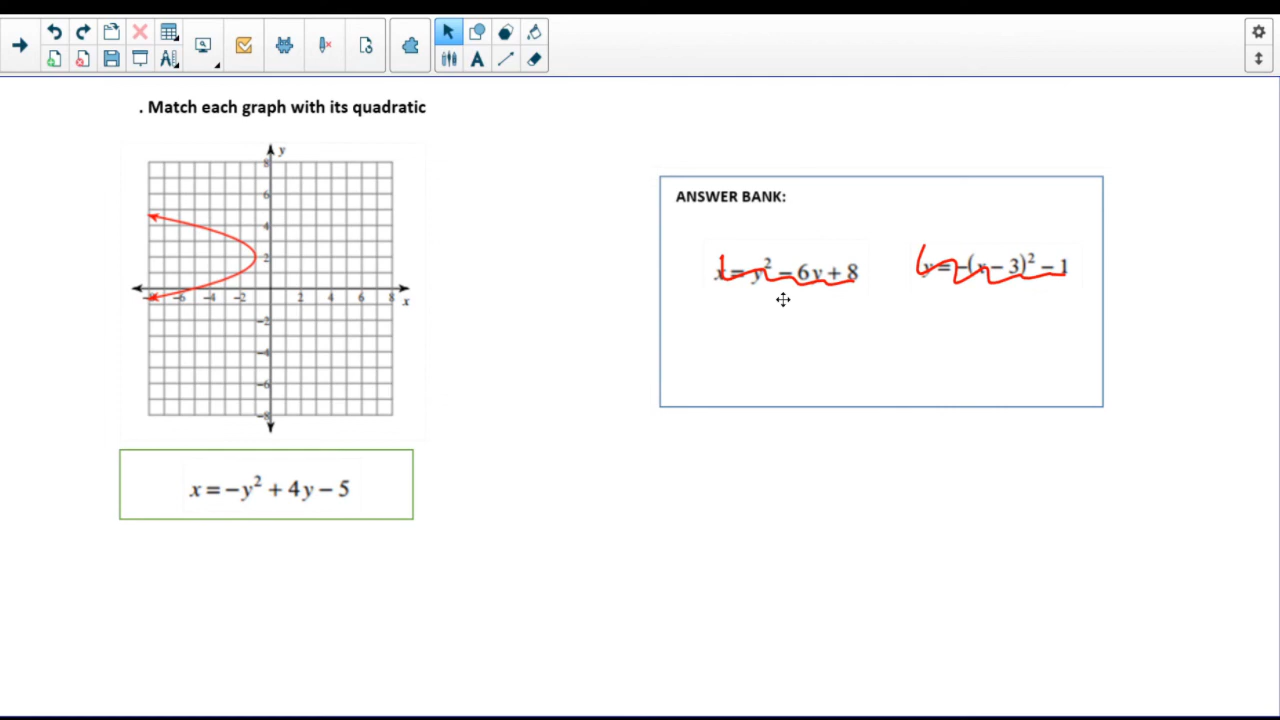 . Match each graph with its quadratic
y
8
6
4
2
-8 -6 -4 -2 2 4 6 8 x
-2
-4
-6
-8
ANSWER BANK:
x = y² − 6y + 8
y = −(x − 3)² − 1
x = −y² + 4y − 5